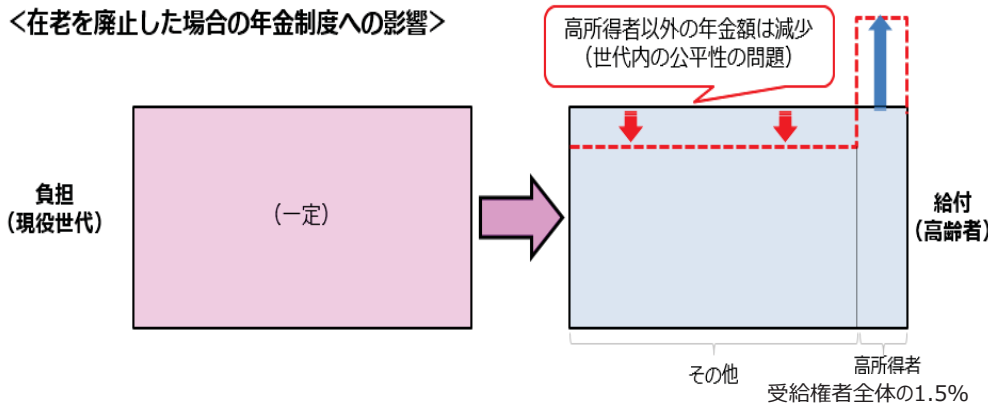 ＜在老を廃止した場合の年金制度への影響＞
高所得者以外の年金額は減少
（世代内の公平性の問題）
負担
（現役世代）
（一定）
給付
（高齢者）
その他
高所得者
受給権者全体の1.5%